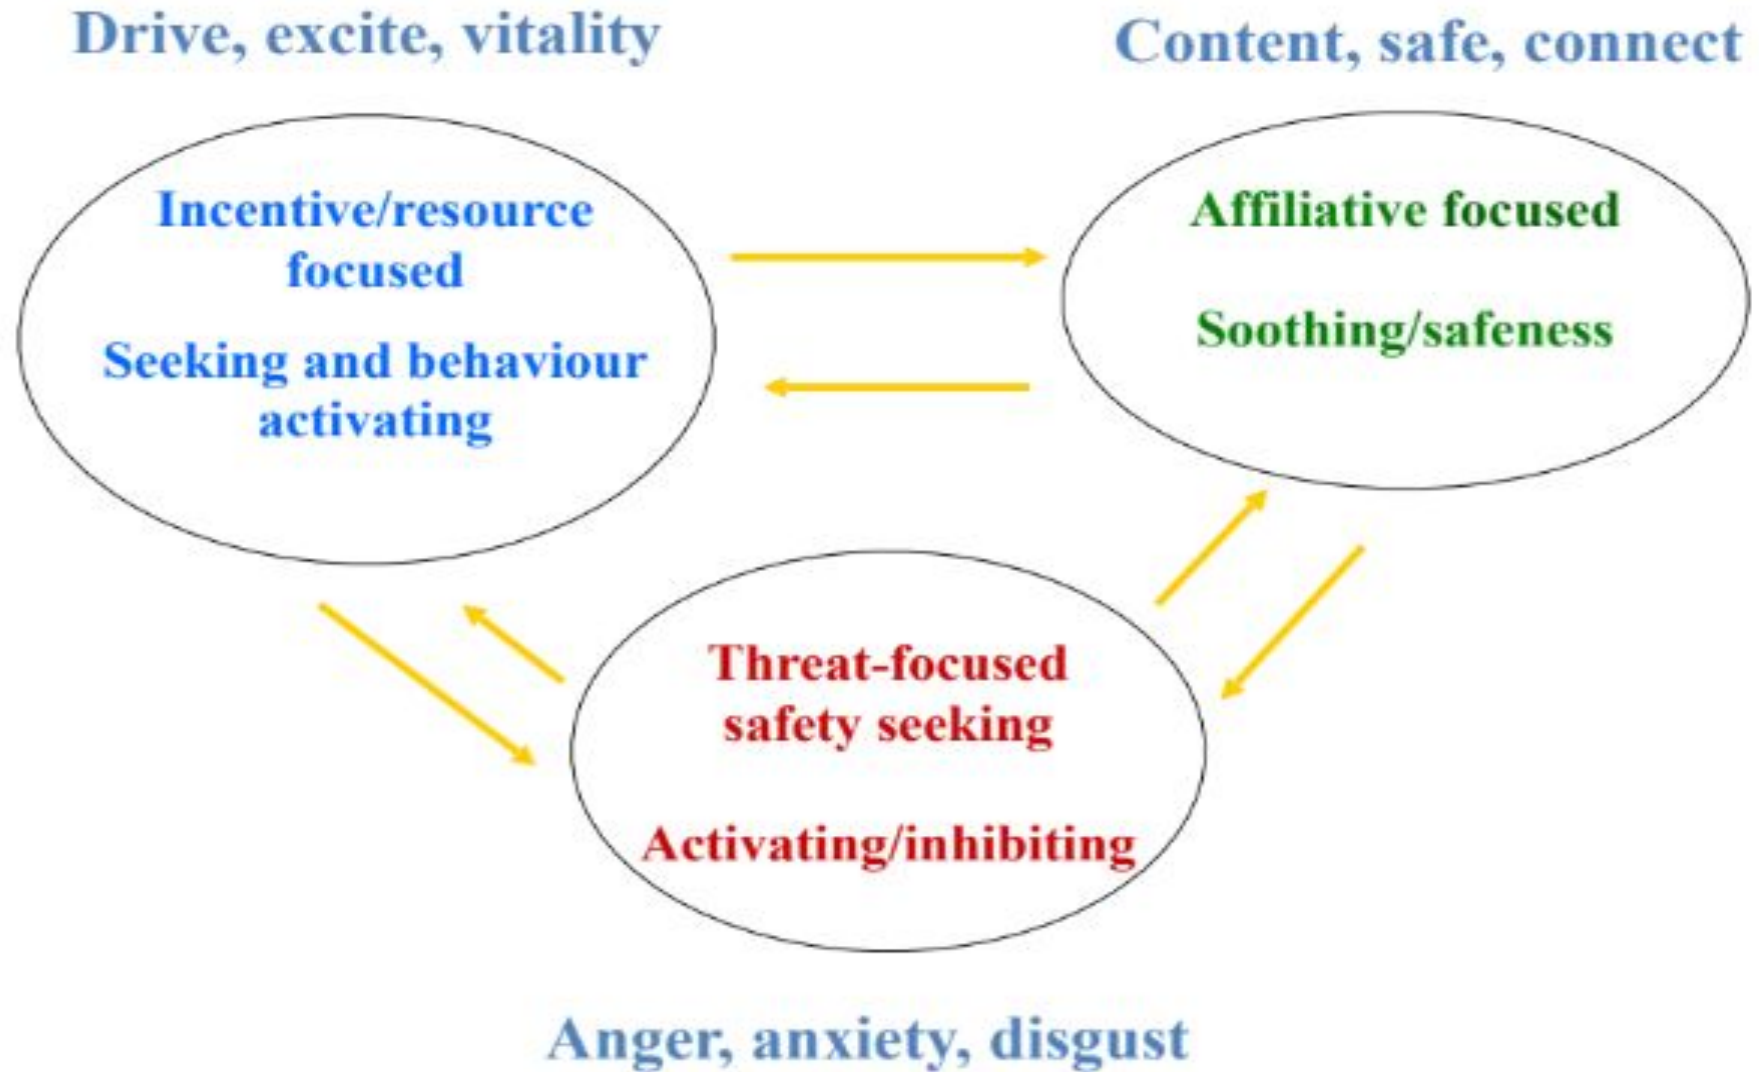 Drive, excite, vitality
Content, safe, connect
Incentive/resource
focused
Seeking and behaviour
activating
Affiliative focused
Soothing/safeness
Threat-focused
safety seeking
Activating/inhibiting
Anger, anxiety, disgust